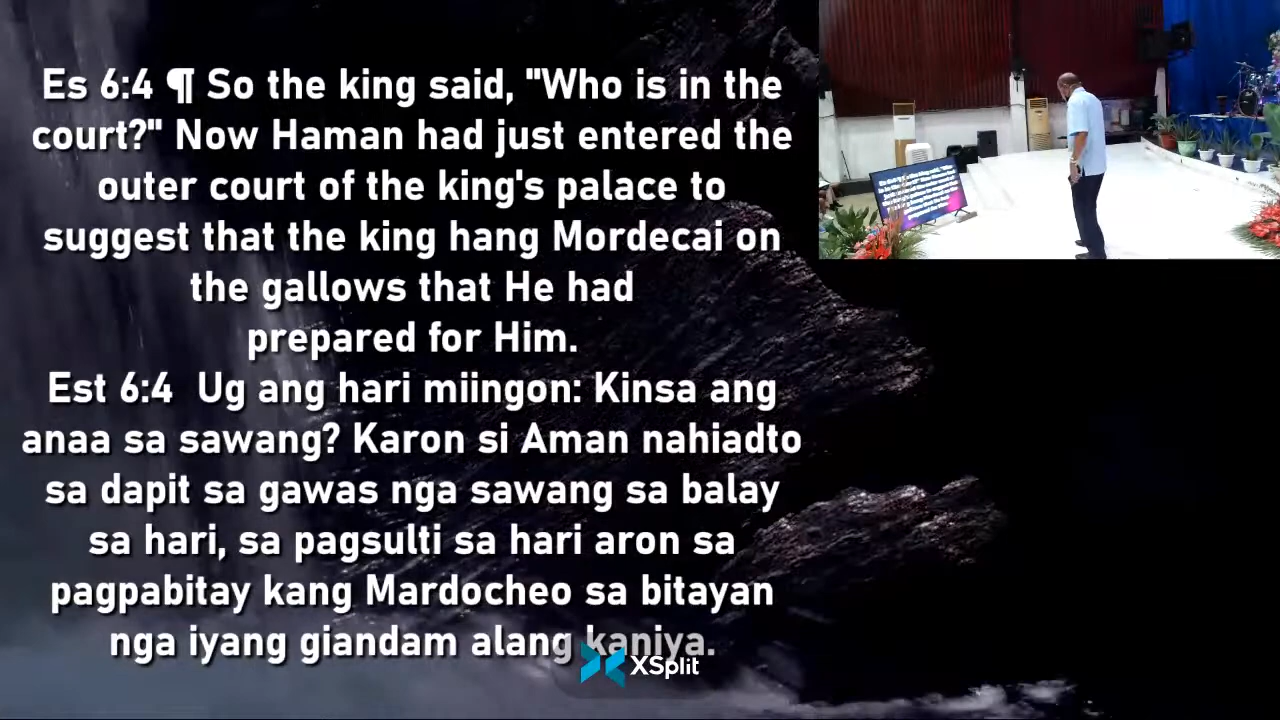 Es 6:4 ¶ So the king said, "Who is in the
court?" Now Haman had just entered the
outer court of the king's palace to
suggest that the king hang Mordecai on
the gallows that He had
prepared for Him.
Est 6:4 Ug ang hari miingon: Kinsa ang
anaa sa sawang? Karon si Aman nahiadto
sa dapit sa gawas nga sawang sa balay
sa hari, sa pagsulti sa hari aron sa
pagpabitay kang Mardocheo sa bitayan
nga iyang giandam alang kaniya.
XSplit